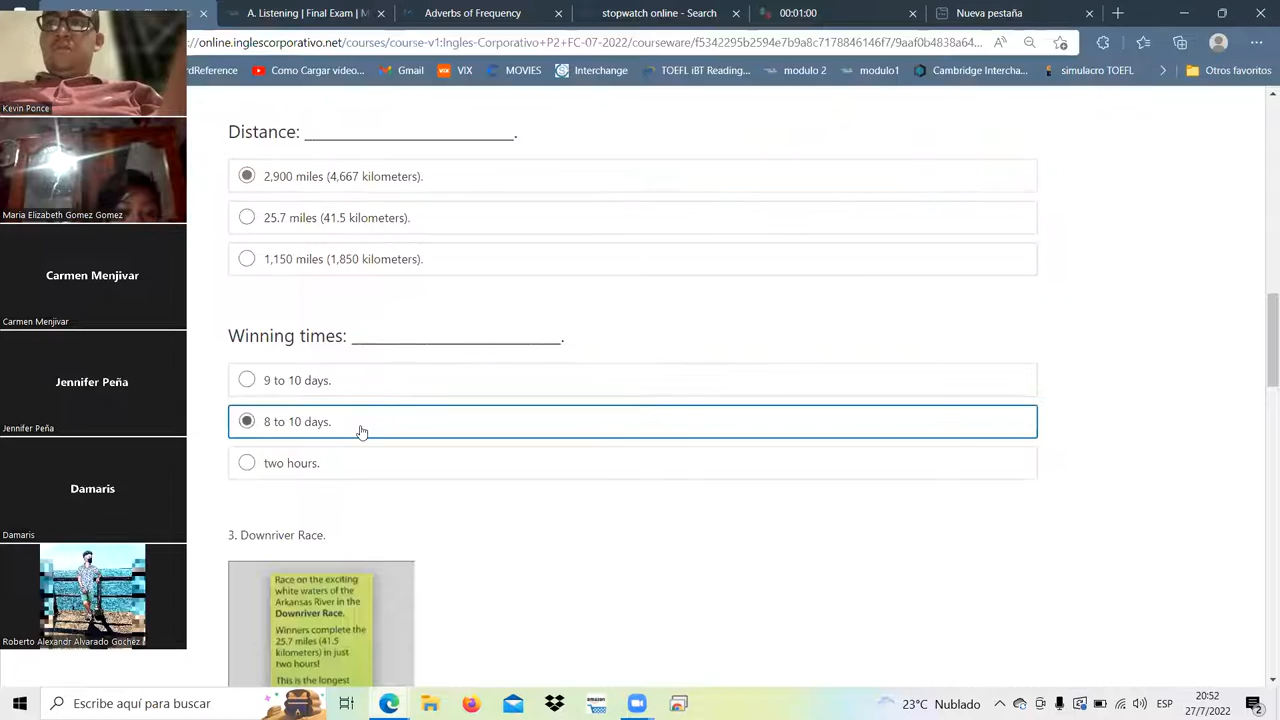 A. Listening | Final Exam | M
Adverbs of Frequency
stopwatch online - Search
00:01:00
Nueva pestaña
://online.inglescorporativo.net/courses/course-v1:Ingles-Corporativo+P2+FC-07-2022/courseware/f5342295b2594e7b9a8c7178846146f7/9aaf0b4838a64...
rdReference
Como Cargar video...
Gmail
VIX
MOVIES
Interchange
TOEFL iBT Reading...
modulo 2
modulo1
Cambridge Intercha...
simulacro TOEFL
Otros favoritos
Kevin Ponce
Maria Elizabeth Gomez Gomez
Carmen Menjivar
Carmen Menjivar
Jennifer Peña
Jennifer Peña
Damaris
Damaris
Roberto Alexandr Alvarado Gochez
Distance: ________________________.
2,900 miles (4,667 kilometers).
25.7 miles (41.5 kilometers).
1,150 miles (1,850 kilometers).
Winning times: ________________________.
9 to 10 days.
8 to 10 days.
two hours.
3. Downriver Race.
Race on the exciting
white waters of the
Arkansas River in the
Downriver Race.
Winners complete the
25.7 miles (41.5
kilometers) in just
two hours!
This is the longest
Escribe aquí para buscar
23°C Nublado
ESP
20:52
27/7/2022
2